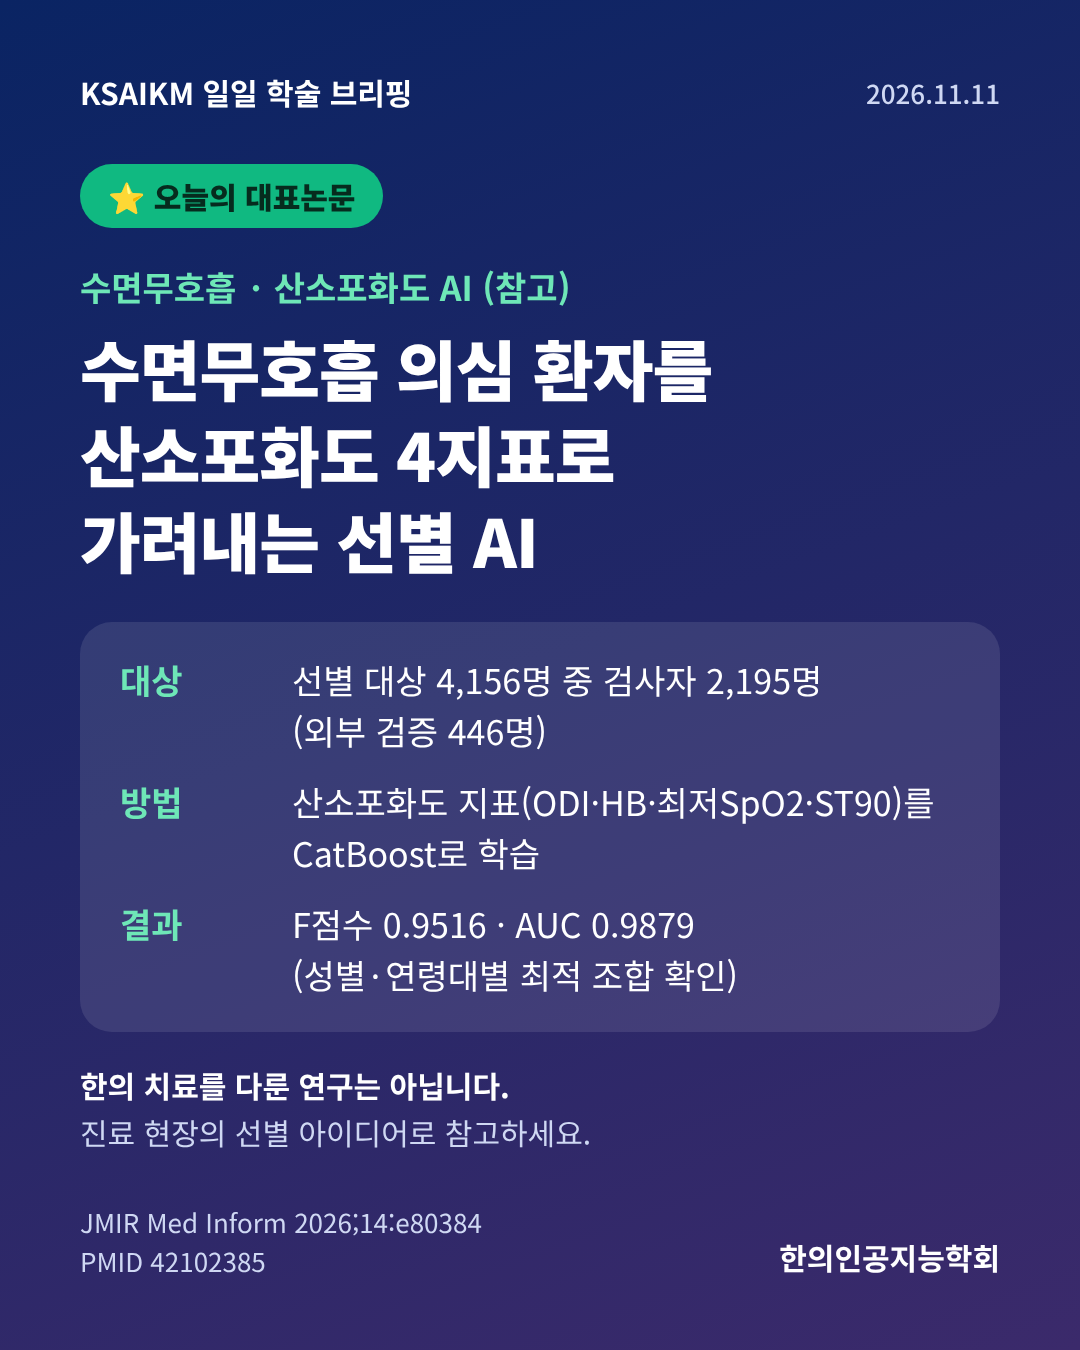 KSAIKM 일일 학술 브리핑
2026.11.11
⭐ 오늘의 대표논문
수면무호흡 · 산소포화도 AI (참고)
수면무호흡 의심 환자를
산소포화도 4지표로
가려내는 선별 AI
대상
선별 대상 4,156명 중 검사자 2,195명
(외부 검증 446명)
방법
산소포화도 지표(ODI·HB·최저SpO2·ST90)를
CatBoost로 학습
결과
F점수 0.9516 · AUC 0.9879
(성별·연령대별 최적 조합 확인)
한의 치료를 다룬 연구는 아닙니다.
진료 현장의 선별 아이디어로 참고하세요.
JMIR Med Inform 2026;14:e80384
PMID 42102385
한의인공지능학회